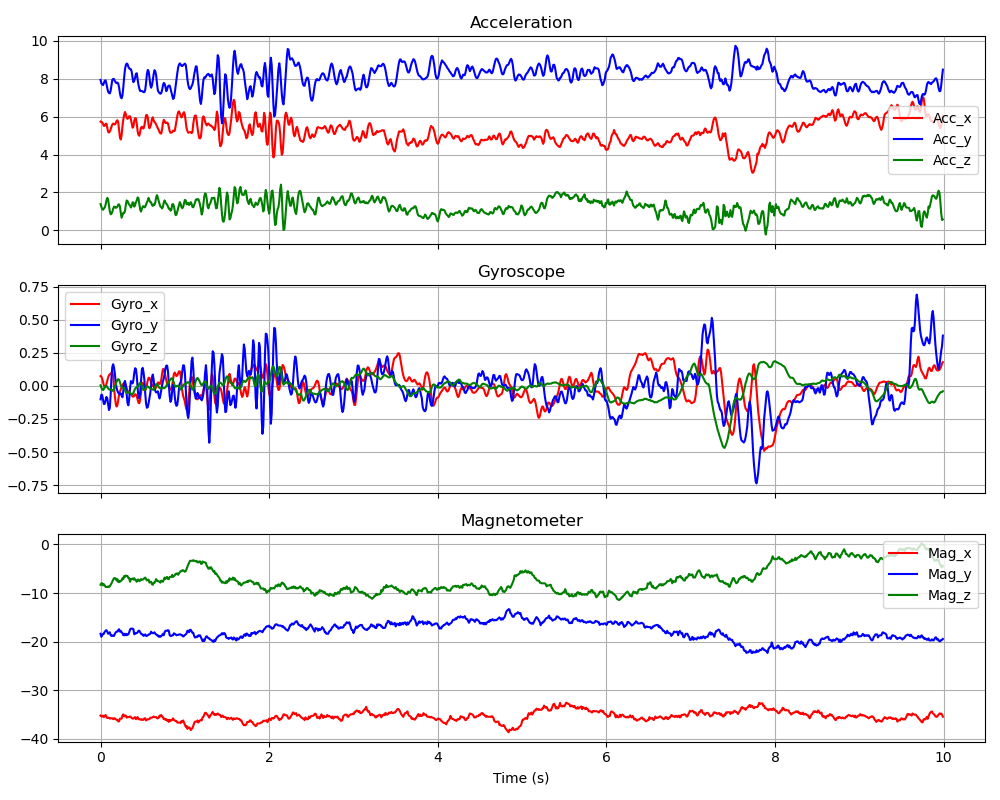 Acceleration
10
8
6
4
2
0
Acc_x
Acc_y
Acc_z
Gyroscope
0.75
0.50
0.25
0.00
−0.25
−0.50
−0.75
Gyro_x
Gyro_y
Gyro_z
Magnetometer
0
−10
−20
−30
−40
Mag_x
Mag_y
Mag_z
0 2 4 6 8 10
Time (s)